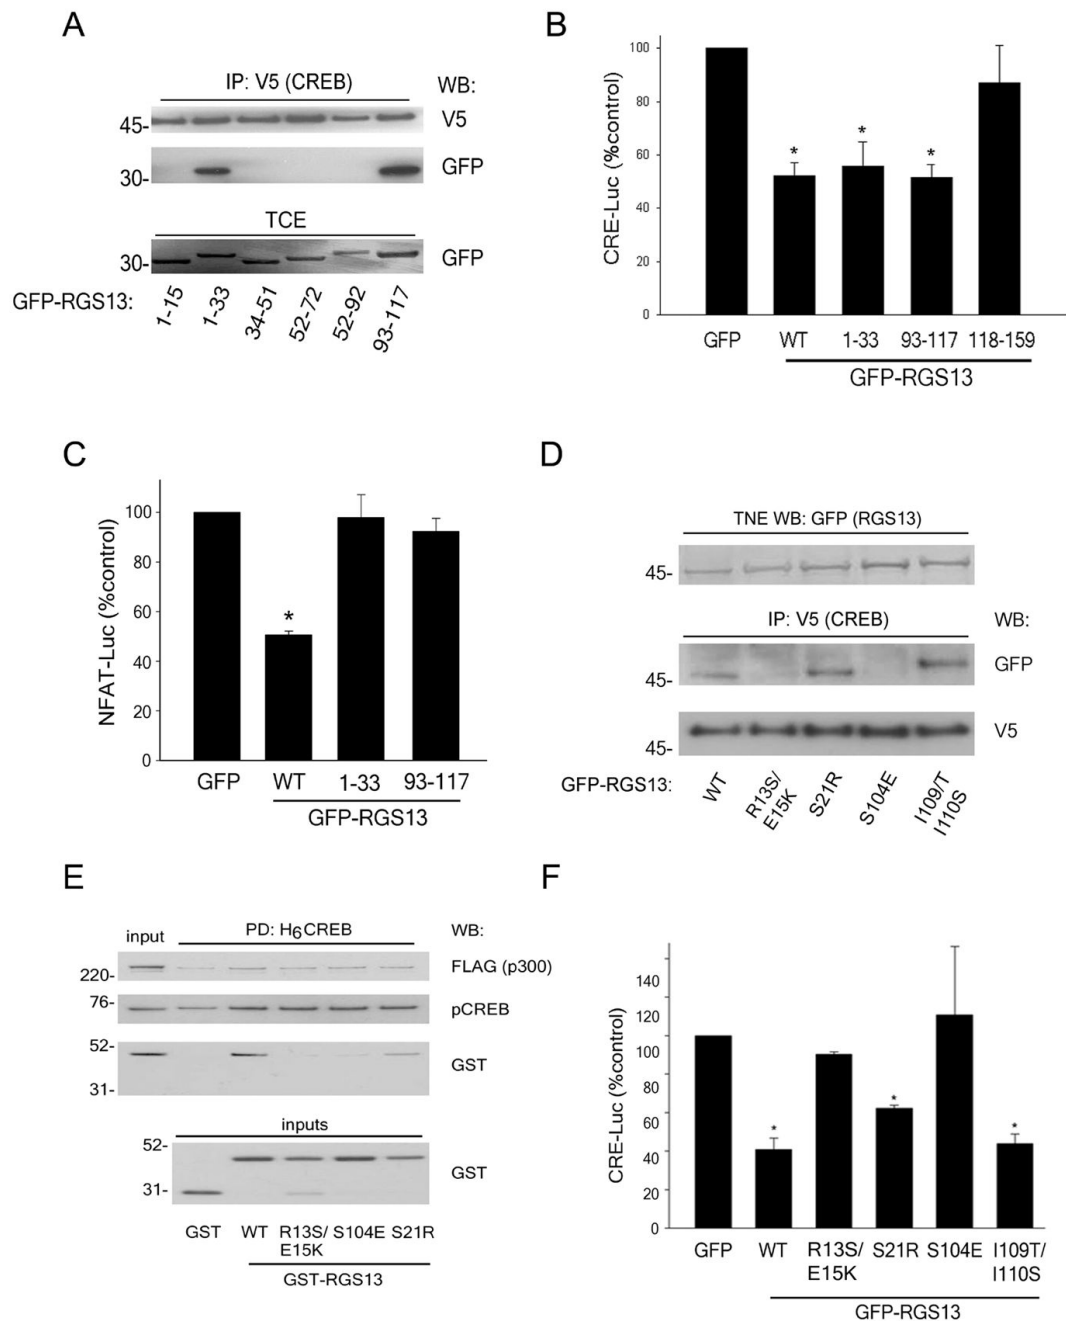 A
IP: V5 (CREB)
WB:
45-
V5
30-
GFP
TCE
30-
GFP
GFP-RGS13:
1-15
1-33
34-51
52-72
52-92
93-117
B
CRE-Luc (%control)
100
80
60
40
20
0
*
*
*
GFP
WT
1-33
93-117
118-159
GFP-RGS13
C
NFAT-Luc (%control)
100
80
60
40
20
0
*
GFP
WT
1-33
93-117
GFP-RGS13
D
TNE WB: GFP (RGS13)
45-
IP: V5 (CREB)
WB:
45-
GFP
45-
V5
GFP-RGS13:
WT
R13S/
E15K
S21R
S104E
I109/T
I110S
E
input
PD: H6CREB
WB:
220-
FLAG (p300)
76-
pCREB
52-
31-
GST
inputs
52-
31-
GST
GST
WT
R13S/
E15K
S104E
S21R
GST-RGS13
F
CRE-Luc (%control)
140
120
100
80
60
40
20
0
*
*
*
GFP
WT
R13S/
E15K
S21R
S104E
I109T/
I110S
GFP-RGS13